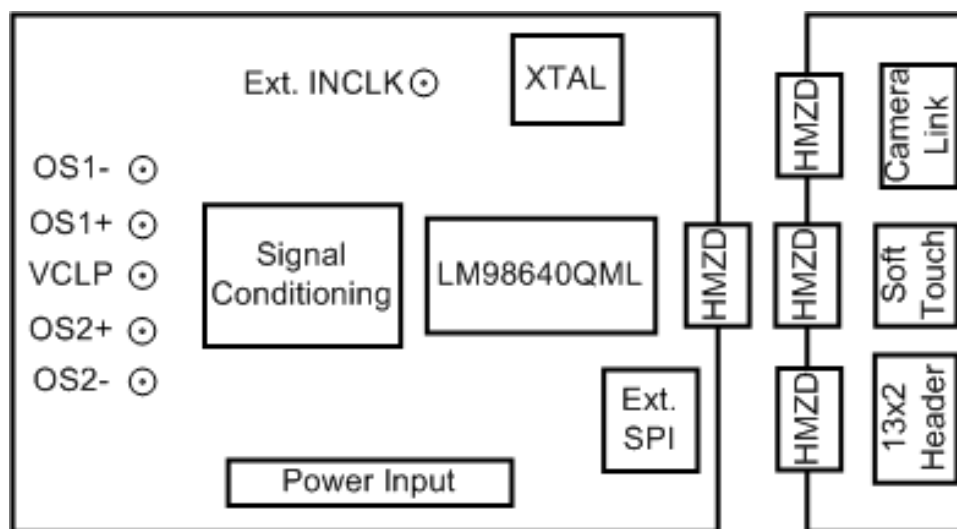 Ext. INCLK
XTAL
OS1-
OS1+
VCLP
OS2+
OS2-
Signal
Conditioning
LM98640QML
HMZD
Ext.
SPI
Power Input
HMZD
HMZD
HMZD
Camera
Link
Soft
Touch
13x2
Header